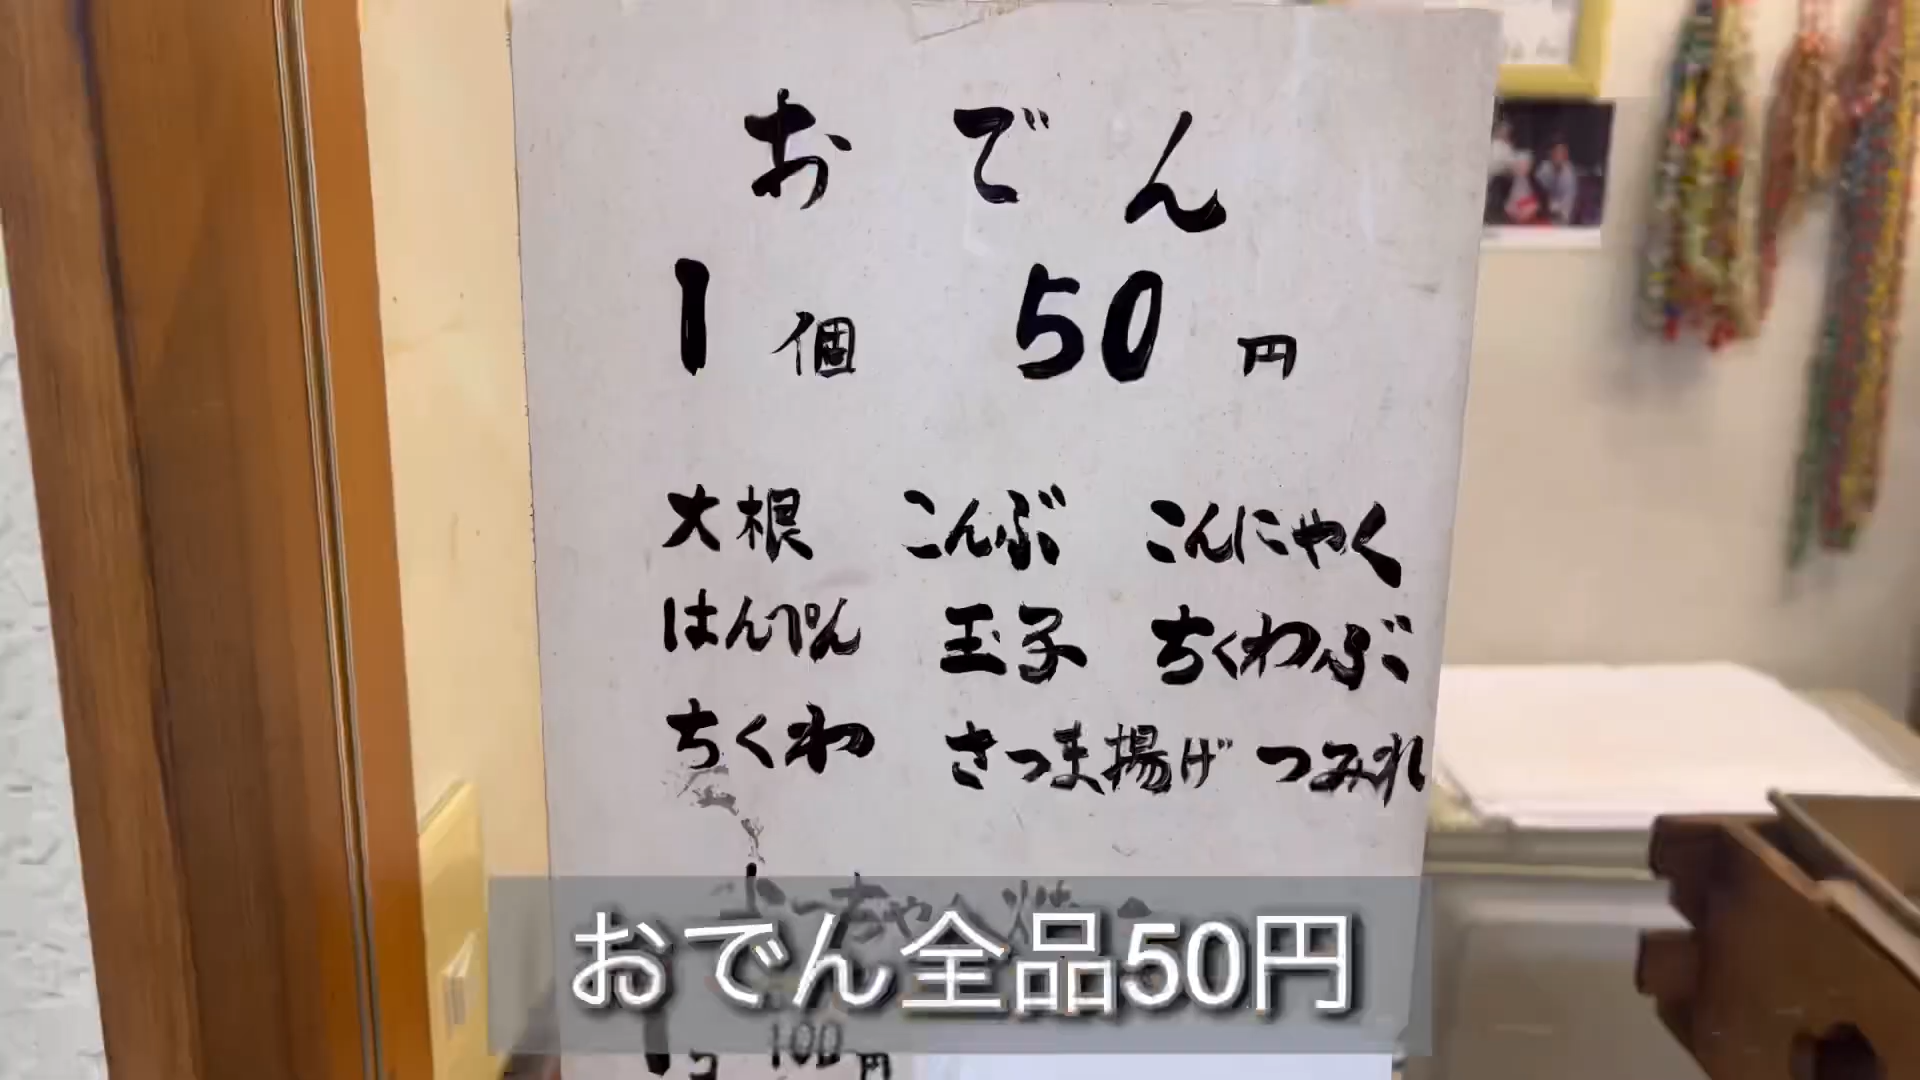 おでん
1個 50円
大根 こんぶ こんにゃく
はんぺん 玉子 ちくわぶ
ちくわ さつま揚げ つみれ
おでん全品50円
1コ 100円